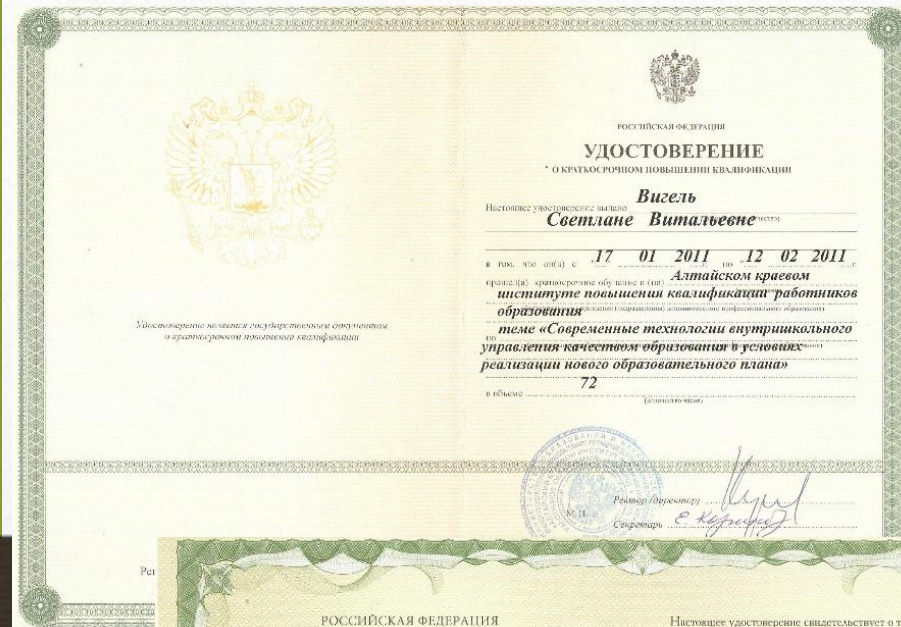 Удостоверение является государственным документом
о краткосрочном повышении квалификации
РОССИЙСКАЯ ФЕДЕРАЦИЯ
УДОСТОВЕРЕНИЕ
О КРАТКОСРОЧНОМ ПОВЫШЕНИИ КВАЛИФИКАЦИИ
Вигель
Настоящее удостоверение выдано
Светлане Витальевне
в том, что он(а) с 17 01 2011 г. по 12 02 2011 г.
прошел(а) краткосрочное обучение в (на) Алтайском краевом
институте повышения квалификации работников
образования
по теме «Современные технологии внутришкольного
управления качеством образования в условиях
реализации нового образовательного плана»
в объеме 72
(количество часов)
М.П.
Ректор (директор)
Секретарь
РОССИЙСКАЯ ФЕДЕРАЦИЯ
Настоящее удостоверение свидетельствует о т